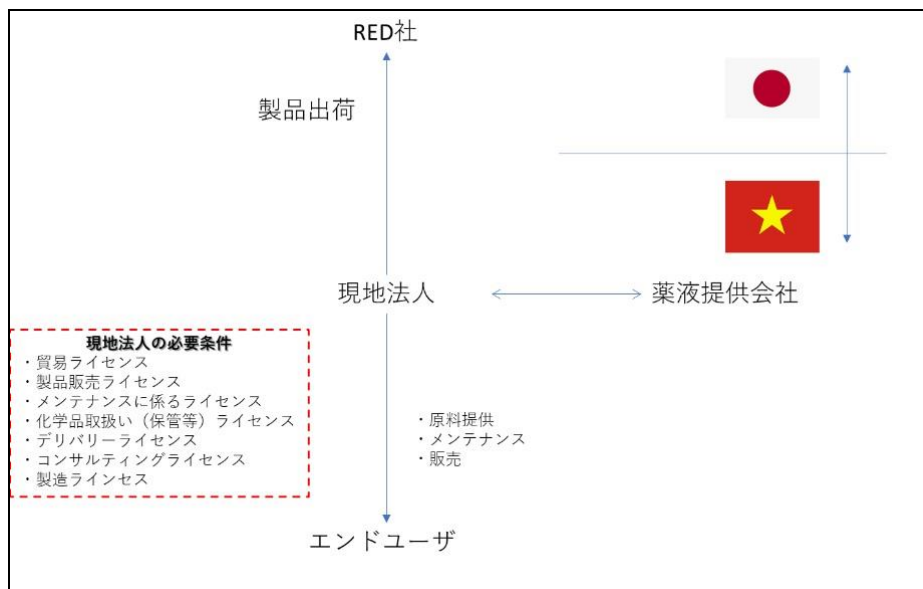 RED社
製品出荷
現地法人
薬液提供会社
現地法人の必要条件
・貿易ライセンス
・製品販売ライセンス
・メンテナンスに係るライセンス
・化学品取扱い（保管等）ライセンス
・デリバリーライセンス
・コンサルティングライセンス
・製造ラインセス
・原料提供
・メンテナンス
・販売
エンドユーザ